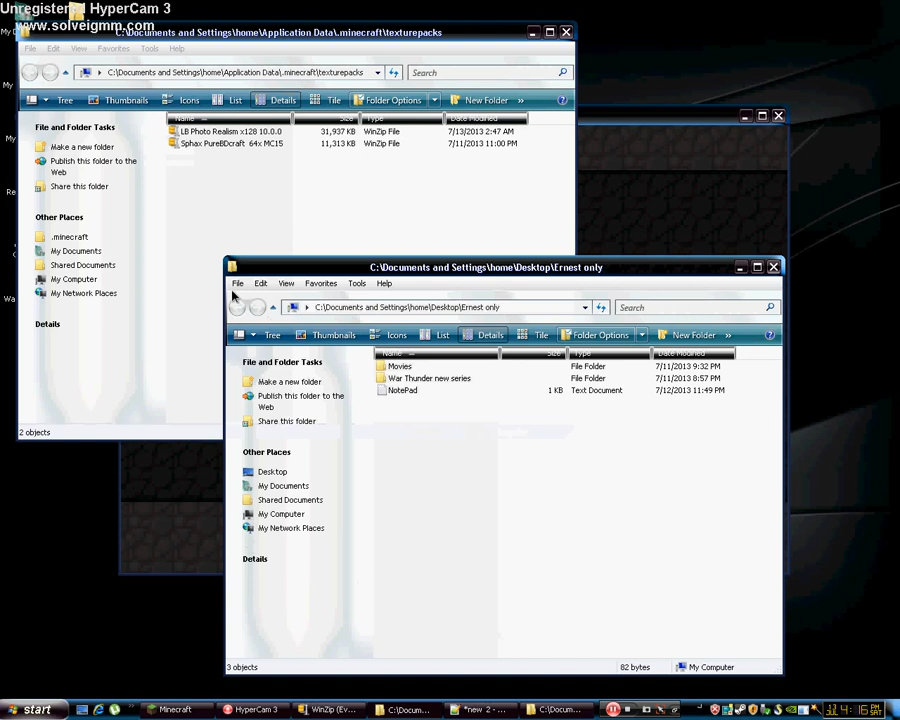 Unregistered HyperCam 3
www.solveigmm.com
C:\Documents and Settings\home\Application Data\.minecraft\texturepacks
File Edit View Favorites Tools Help
C:\Documents and Settings\home\Application Data\.minecraft\texturepacks Search
Tree Thumbnails Icons List Details Tile Folder Options New Folder »
Name Size Type Date Modified
File and Folder Tasks
LB Photo Realism x128 10.0.0 31,937 KB WinZip File 7/13/2013 2:47 AM
Sphax PureBDcraft 64x MC15 11,313 KB WinZip File 7/11/2013 11:00 PM
Make a new folder
Publish this folder to the
Web
Share this folder
Other Places
.minecraft
My Documents
Shared Documents
My Computer
My Network Places
Details
2 objects
C:\Documents and Settings\home\Desktop\Ernest only
File Edit View Favorites Tools Help
C:\Documents and Settings\home\Desktop\Ernest only Search
Tree Thumbnails Icons List Details Tile Folder Options New Folder »
Name Size Type Date Modified
File and Folder Tasks
Movies File Folder 7/11/2013 9:32 PM
War Thunder new series File Folder 7/11/2013 8:57 PM
NotePad 1 KB Text Document 7/12/2013 11:49 PM
Make a new folder
Publish this folder to the
Web
Share this folder
Other Places
Desktop
My Documents
Shared Documents
My Computer
My Network Places
Details
3 objects 82 bytes My Computer
start Minecraft HyperCam 3 WinZip (Ev... C:\Docum... *new 2 - ... C:\Docum...